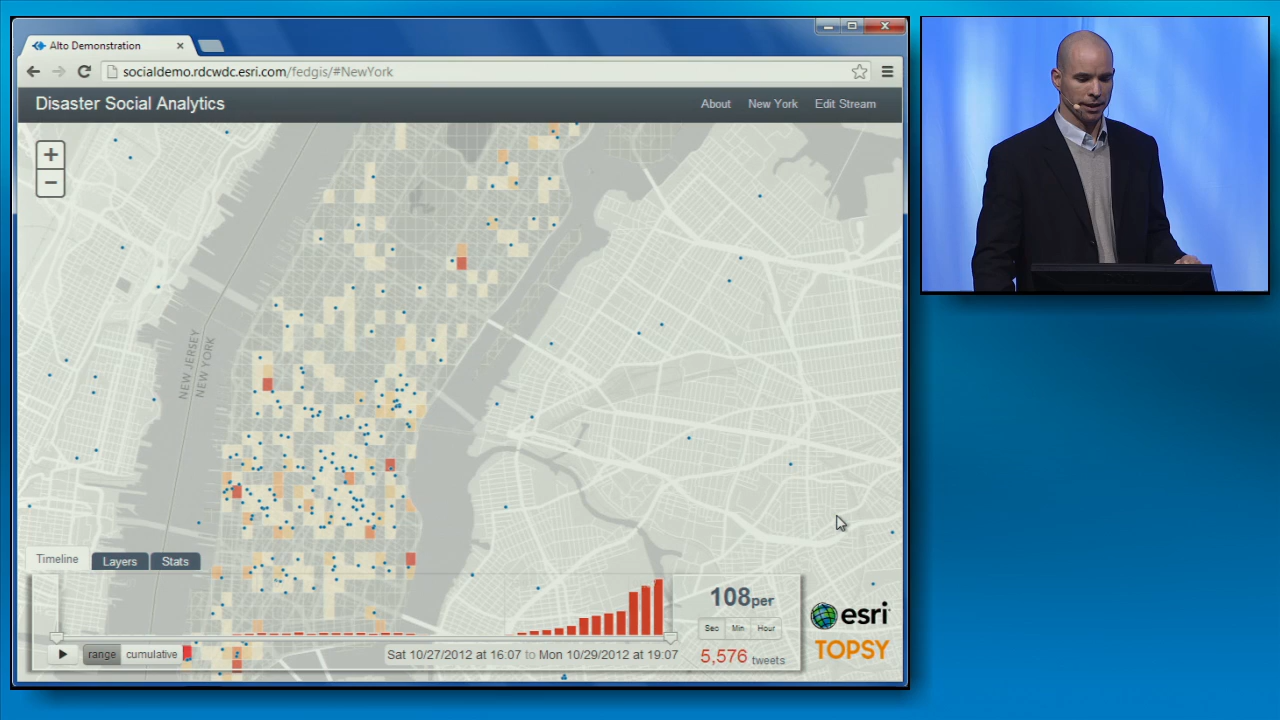 Alto Demonstration
socialdemo.rdcwdc.esri.com/fedgis/#NewYork
Disaster Social Analytics
About New York Edit Stream
+
−
NEW JERSEY
NEW YORK
Timeline Layers Stats
108per
Sec Min Hour
range cumulative
Sat 10/27/2012 at 16:07 to Mon 10/29/2012 at 19:07
5,576 tweets
esri
TOPSY